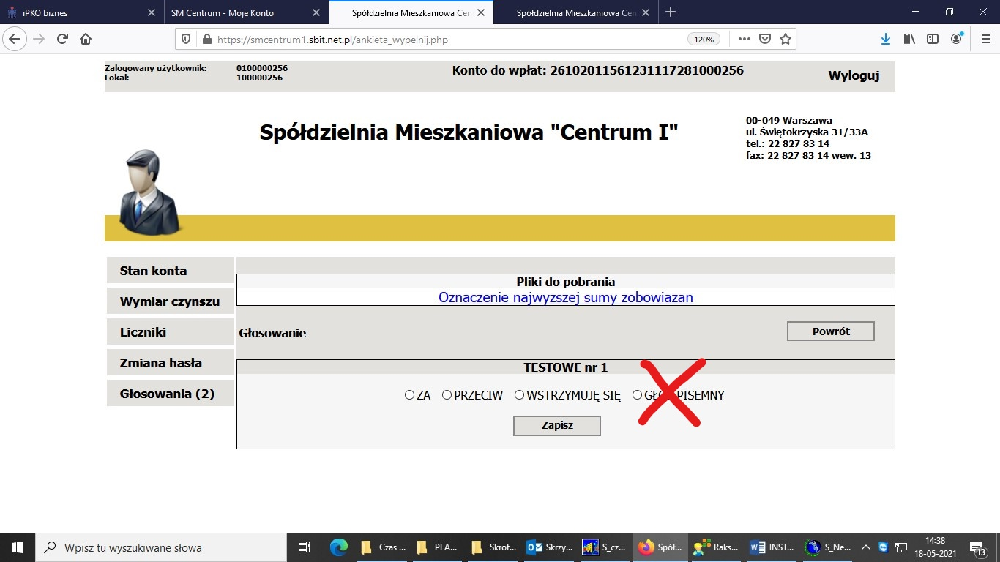 iPKO biznes
SM Centrum - Moje Konto
Spółdzielnia Mieszkaniowa Cen
Spółdzielnia Mieszkaniowa Cen
https://smcentrum1.sbit.net.pl/ankieta_wypelnij.php
120%
Zalogowany użytkownik: 0100000256
Lokal: 100000256
Konto do wpłat: 26102011561231117281000256
Wyloguj
Spółdzielnia Mieszkaniowa "Centrum I"
00-049 Warszawa
ul. Świętokrzyska 31/33A
tel.: 22 827 83 14
fax: 22 827 83 14 wew. 13
Stan konta
Wymiar czynszu
Liczniki
Zmiana hasła
Głosowania (2)
Pliki do pobrania
Oznaczenie najwyzszej sumy zobowiazan
Głosowanie
Powrót
TESTOWE nr 1
ZA PRZECIW WSTRZYMUJĘ SIĘ PISEMNY
Zapisz
Wpisz tu wyszukiwane słowa
Czas ...
PLA...
Skrot...
Skrzy...
S_cz...
Spół...
Raks...
INST...
S_Ne...
14:38
18-05-2021
13